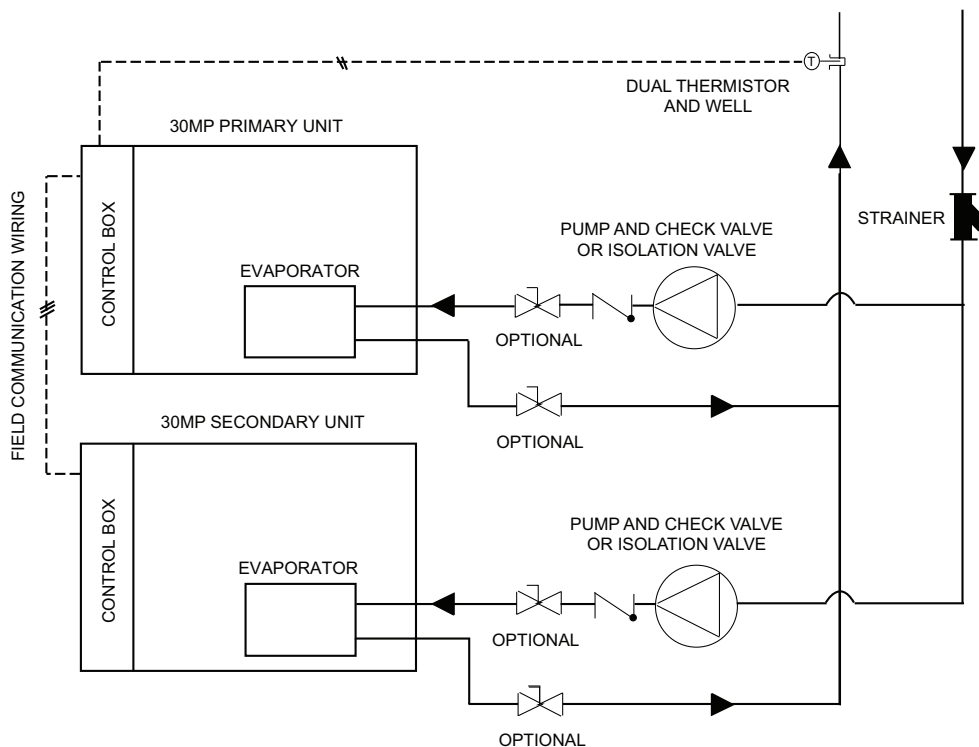 T
DUAL THERMISTOR
AND WELL
30MP PRIMARY UNIT
STRAINER
PUMP AND CHECK VALVE
OR ISOLATION VALVE
EVAPORATOR
CONTROL BOX
FIELD COMMUNICATION WIRING
OPTIONAL
30MP SECONDARY UNIT
OPTIONAL
PUMP AND CHECK VALVE
OR ISOLATION VALVE
EVAPORATOR
CONTROL BOX
OPTIONAL
OPTIONAL